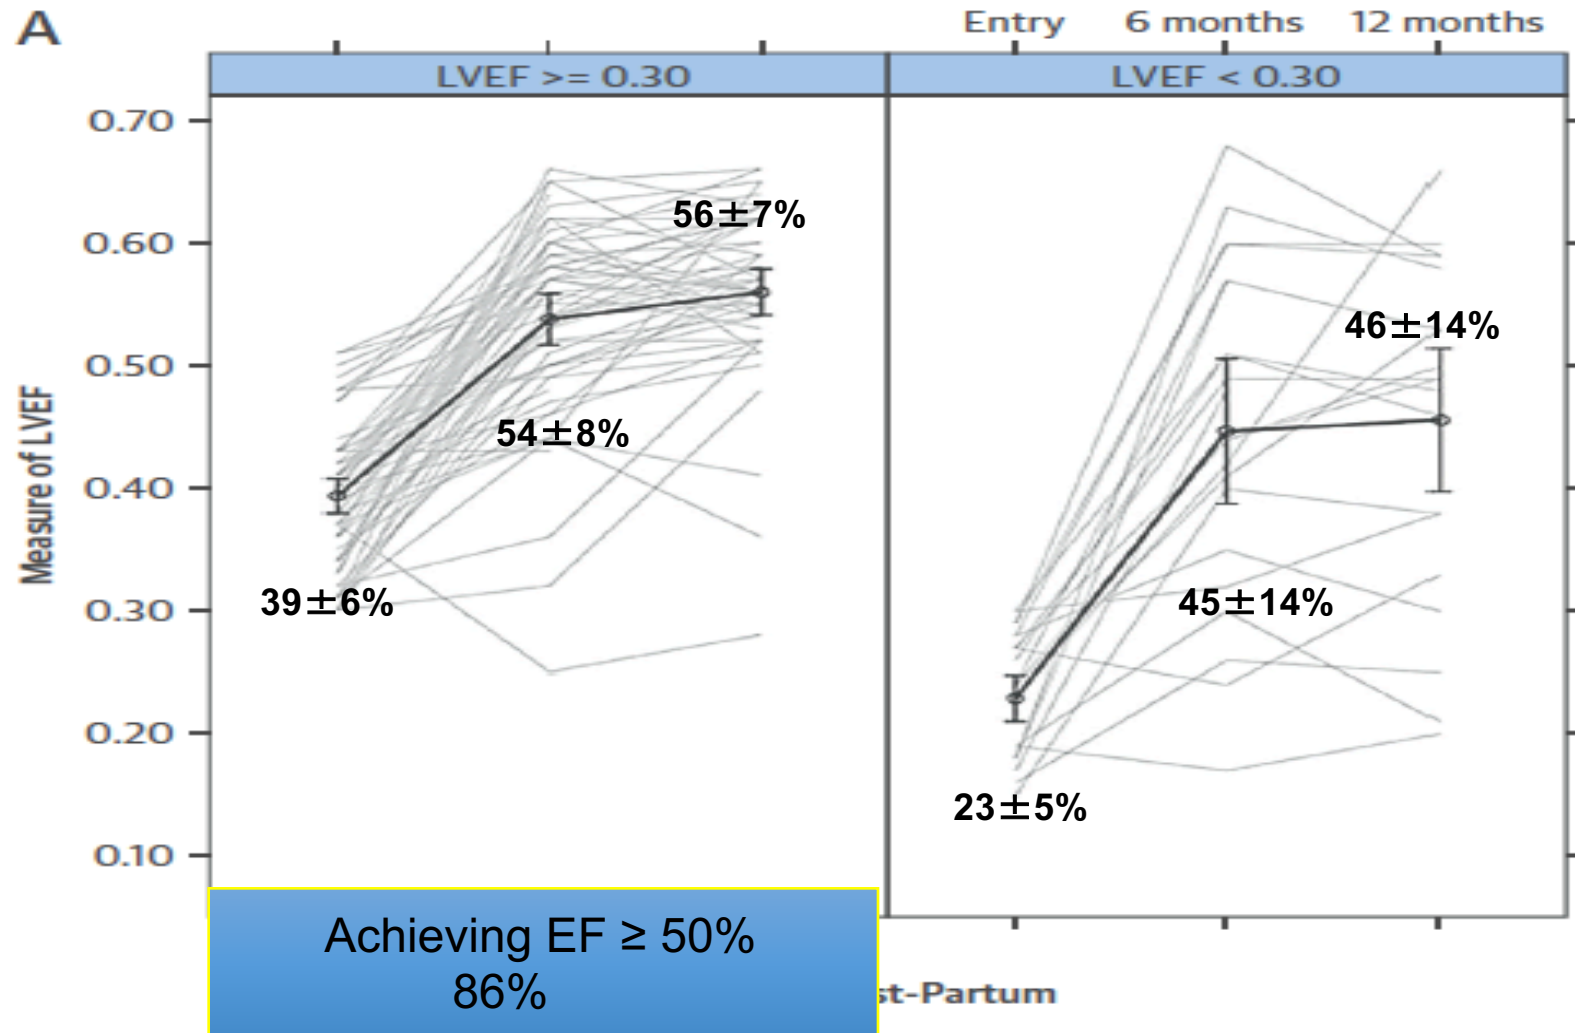 A
Entry 6 months 12 months
LVEF >= 0.30 LVEF < 0.30
Measure of LVEF
0.70
0.60
0.50
0.40
0.30
0.20
0.10
56±7%
54±8%
39±6%
46±14%
45±14%
23±5%
Achieving EF ≥ 50%
86%
st-Partum